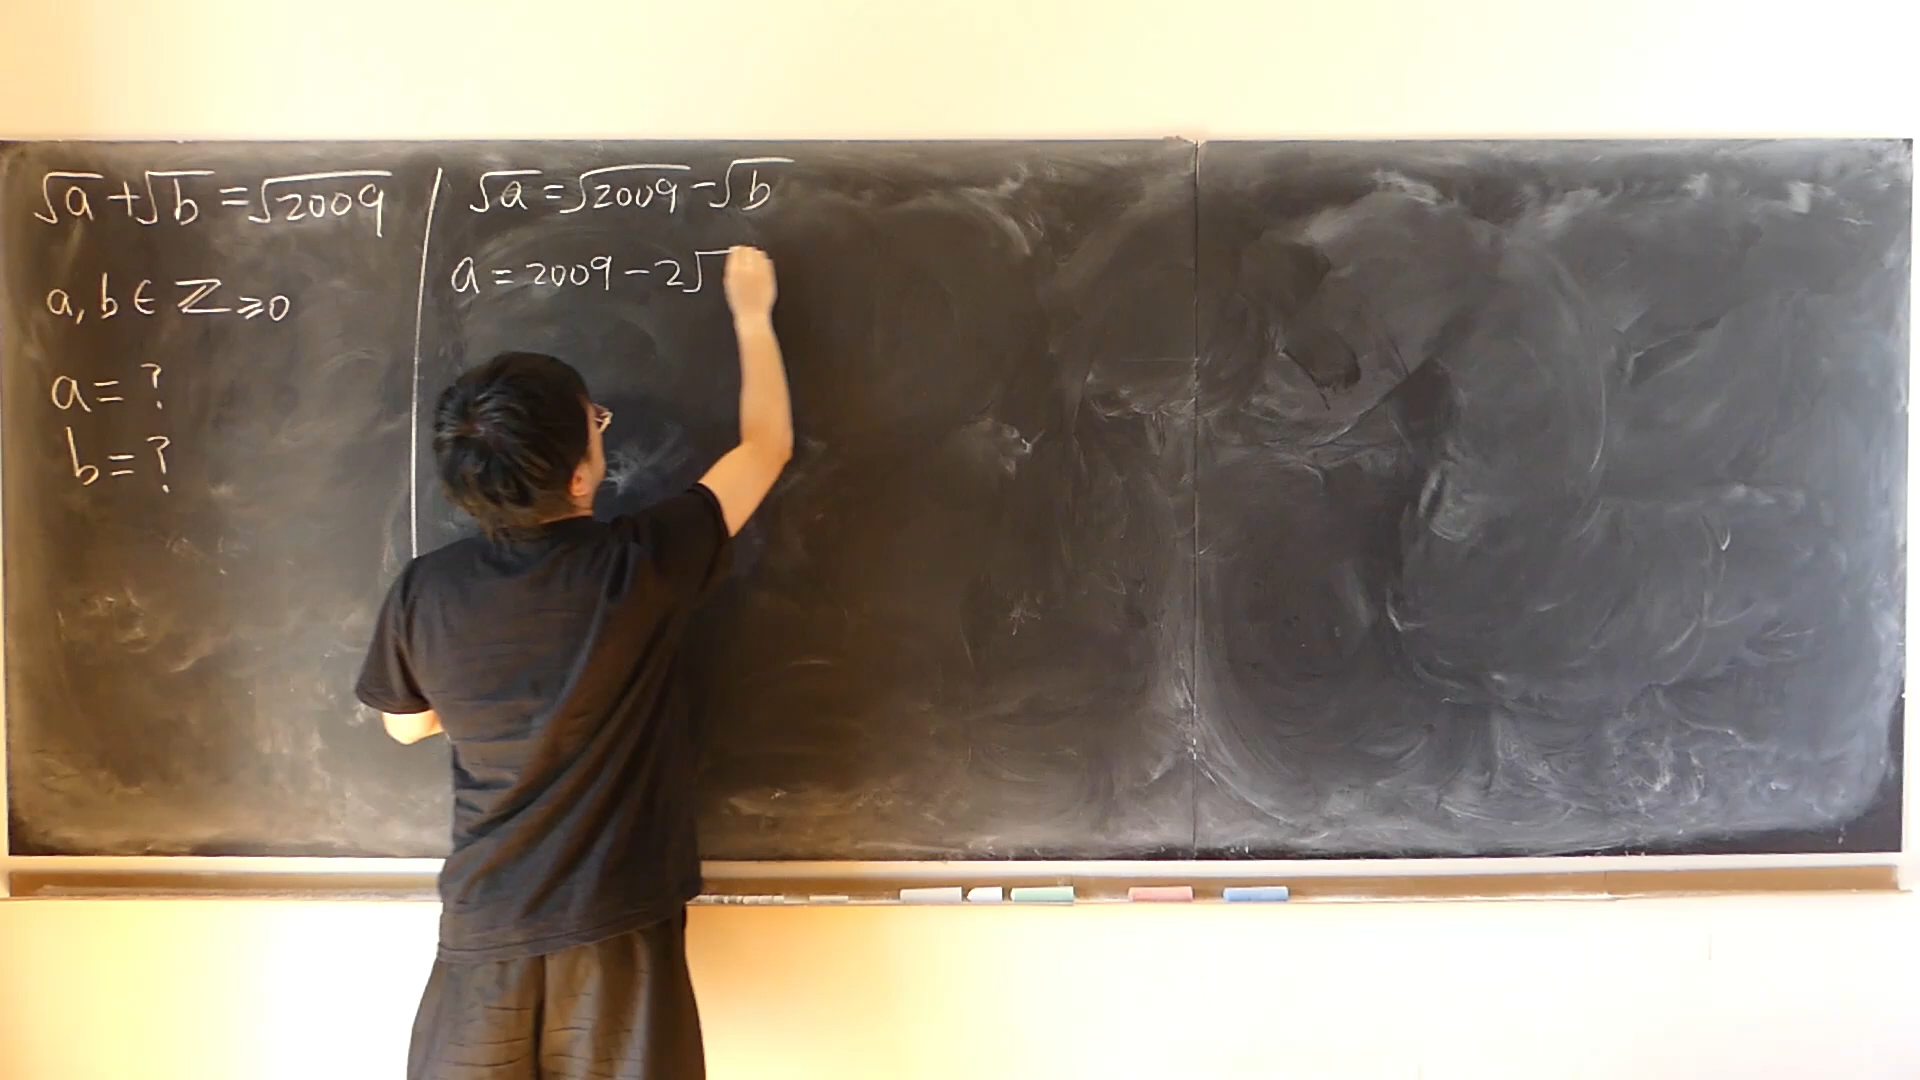 √a + √b = √2009
a, b ∈ ℤ≥0
a = ?
b = ?
√a = √2009 - √b
a = 2009 - 2√